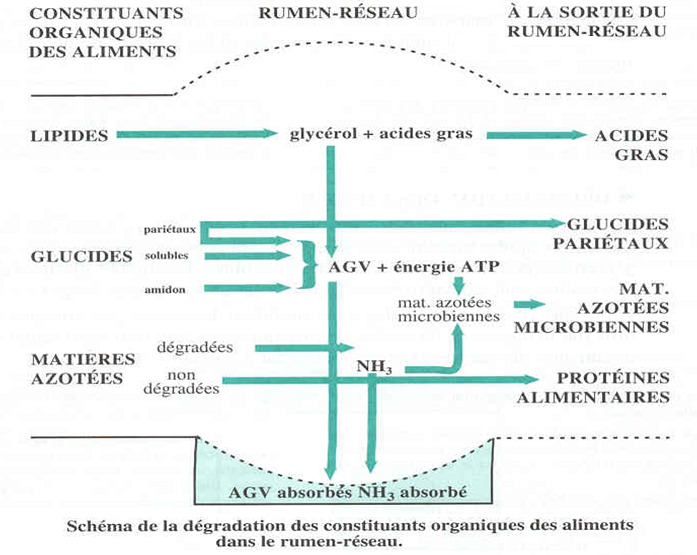 CONSTITUANTS
ORGANIQUES
DES ALIMENTS
RUMEN-RÉSEAU
À LA SORTIE DU
RUMEN-RÉSEAU
LIPIDES
glycérol + acides gras
ACIDES
GRAS
GLUCIDES
pariétaux
solubles
amidon
GLUCIDES
PARIÉTAUX
AGV + énergie ATP
mat. azotées
microbiennes
MAT.
AZOTÉES
MICROBIENNES
MATIERES
AZOTÉES
dégradées
non
dégradées
NH3
PROTÉINES
ALIMENTAIRES
AGV absorbés NH3 absorbé
Schéma de la dégradation des constituants organiques des aliments
dans le rumen-réseau.